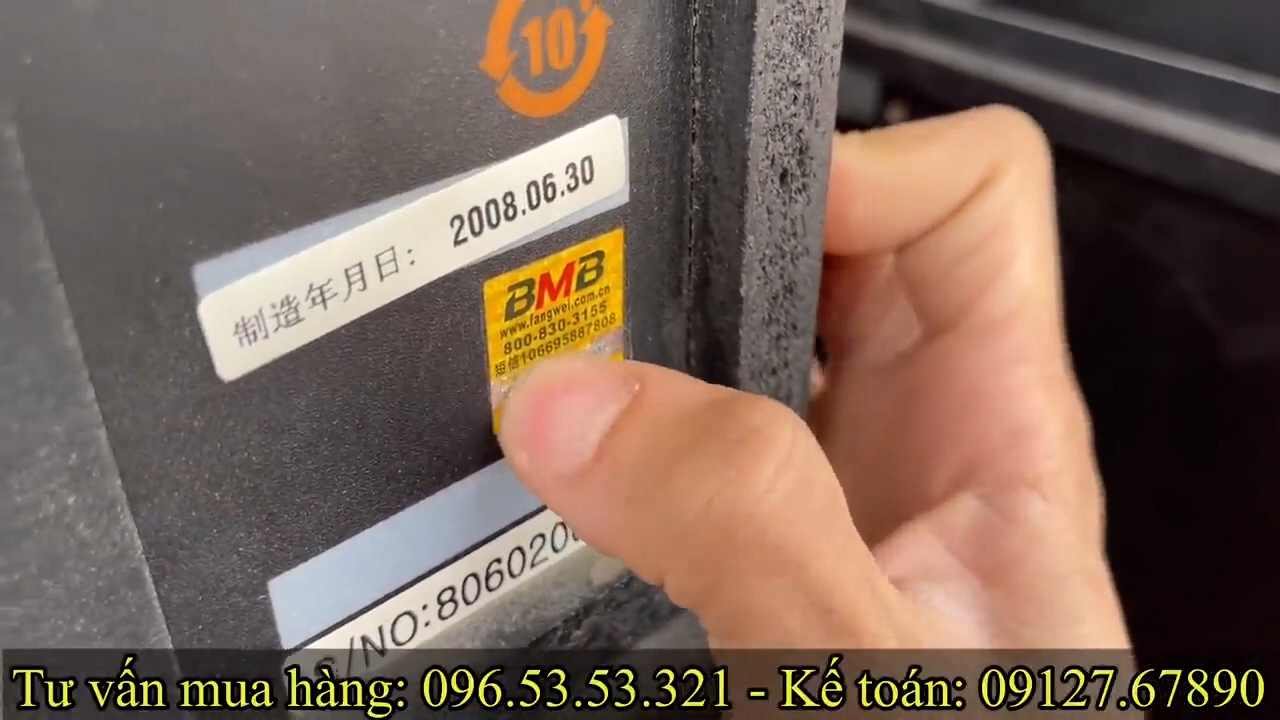 10
制造年月日: 2008.06.30
BMB
www.fangwei.com.cn
800-830-3155
短信106695887808
S/NO:806020
Tư vấn mua hàng: 096.53.53.321 - Kế toán: 09127.67890